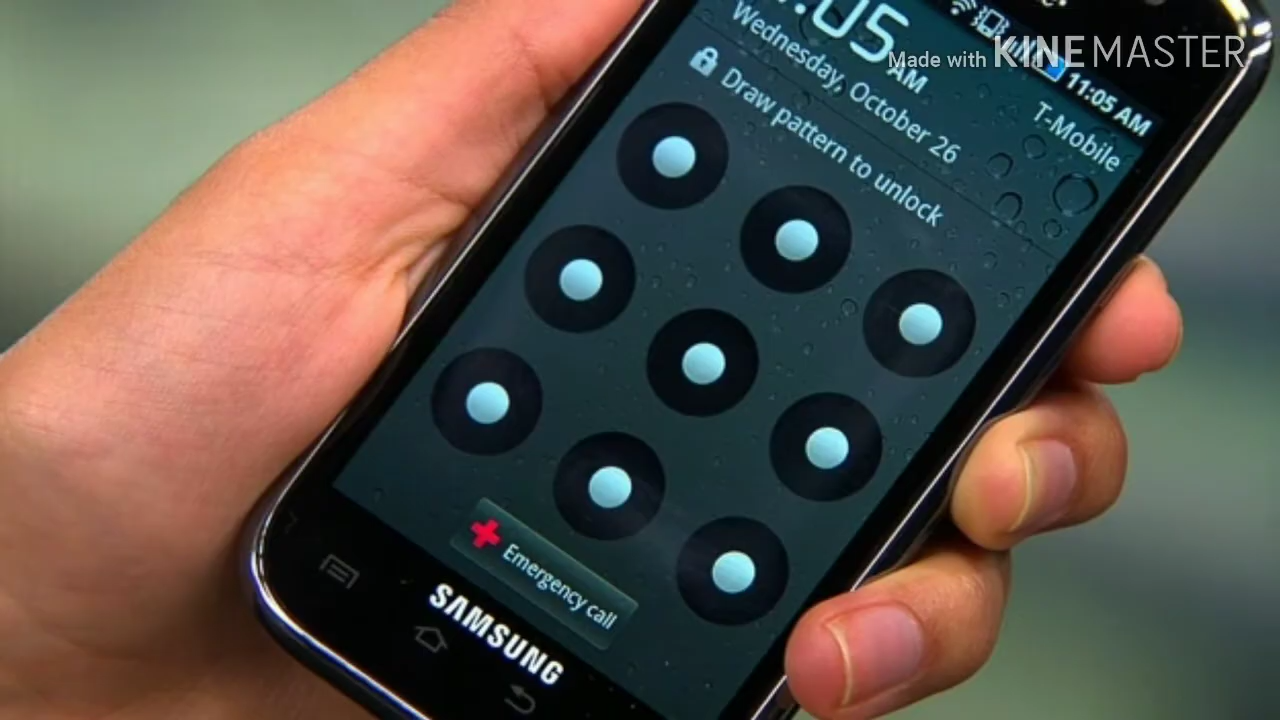 Made with KINEMASTER
11:05 AM
T-Mobile
:05 AM
Wednesday, October 26
Draw pattern to unlock
Emergency call
SAMSUNG